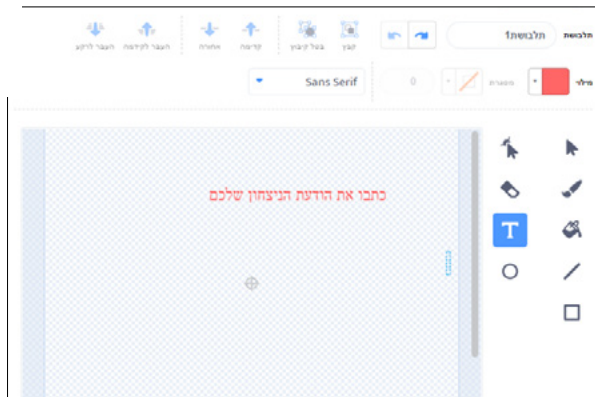 תלבושת תלבושת1
קבץ בטל קיבוץ קדימה אחורה העבר לקידמה העבר לרקע
מילוי מסגרת 0 Sans Serif
כתבו את הודעת הניצחון שלכם
T